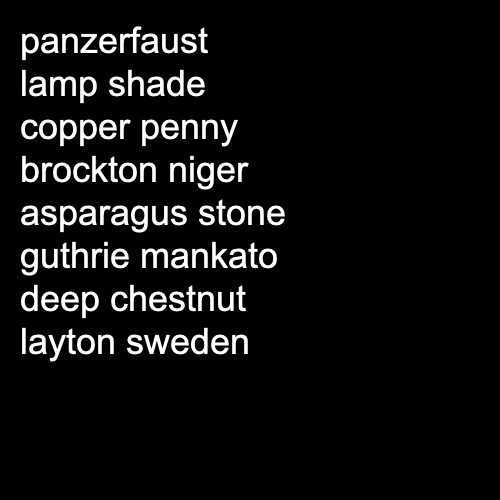 panzerfaust
lamp shade
copper penny
brockton niger
asparagus stone
guthrie mankato
deep chestnut
layton sweden